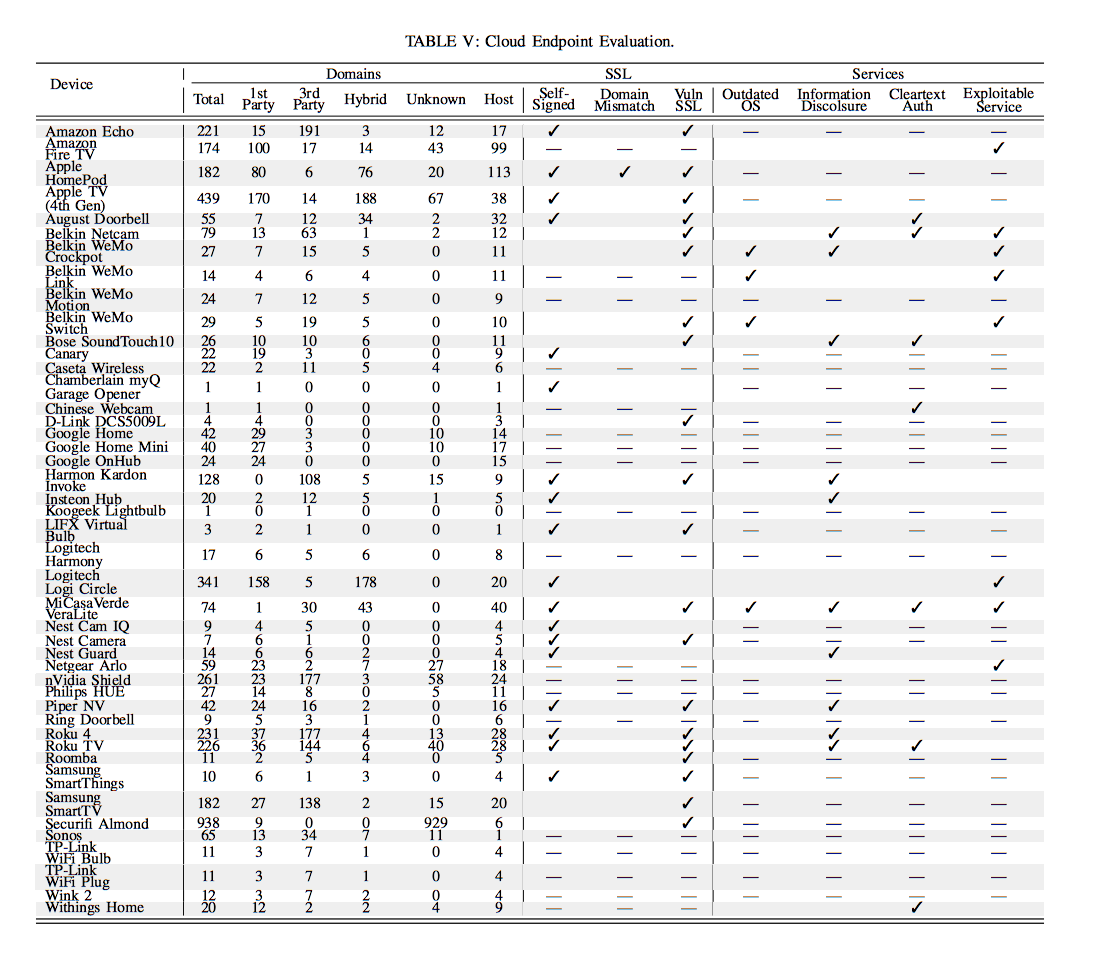 TABLE V: Cloud Endpoint Evaluation.
Device Domains SSL Services
Total 1st Party 3rd Party Hybrid Unknown Host Self-Signed Domain Mismatch Vuln SSL Outdated OS Information Discolsure Cleartext Auth Exploitable Service
Amazon Echo 221 15 191 3 12 17 ✓ ✓ — — — —
Amazon Fire TV 174 100 17 14 43 99 — — — ✓
Apple HomePod 182 80 6 76 20 113 ✓ ✓ ✓ — — — —
Apple TV (4th Gen) 439 170 14 188 67 38 ✓ ✓ — — — —
August Doorbell 55 7 12 34 2 32 ✓ ✓ ✓
Belkin Netcam 79 13 63 1 2 12 ✓ ✓ ✓ ✓
Belkin WeMo Crockpot 27 7 15 5 0 11 ✓ ✓ ✓ ✓
Belkin WeMo Link 14 4 6 4 0 11 — — — ✓ ✓
Belkin WeMo Motion 24 7 12 5 0 9 — — — — — — —
Belkin WeMo Switch 29 5 19 5 0 10 ✓ ✓ ✓
Bose SoundTouch10 26 10 10 6 0 11 ✓ ✓ ✓
Canary 22 19 3 0 0 9 ✓ — — — —
Caseta Wireless 22 2 11 5 4 6 — — — — — — —
Chamberlain myQ Garage Opener 1 1 0 0 0 1 ✓ — — — —
Chinese Webcam 1 1 0 0 0 1 — — — ✓
D-Link DCS5009L 4 4 0 0 0 3 ✓ — — — —
Google Home 42 29 3 0 10 14 — — — — — — —
Google Home Mini 40 27 3 0 10 17 — — — — — — —
Google OnHub 24 24 0 0 0 15 — — — — — — —
Harmon Kardon Invoke 128 0 108 5 15 9 ✓ ✓ ✓
Insteon Hub 20 2 12 5 1 5 ✓ ✓
Koogeek Lightbulb 1 0 1 0 0 0 — — — — — — —
LIFX Virtual Bulb 3 2 1 0 0 1 ✓ ✓ — — — —
Logitech Harmony 17 6 5 6 0 8 — — — — — — —
Logitech Logi Circle 341 158 5 178 0 20 ✓ ✓
MiCasaVerde VeraLite 74 1 30 43 0 40 ✓ ✓ ✓ ✓ ✓ ✓
Nest Cam IQ 9 4 5 0 0 4 ✓ — — — —
Nest Camera 7 6 1 0 0 5 ✓ ✓ — — — —
Nest Guard 14 6 6 2 0 4 ✓ ✓
Netgear Arlo 59 23 2 7 27 18 — — — ✓
nVidia Shield 261 23 177 3 58 24 — — — — — — —
Philips HUE 27 14 8 0 5 11 — — — — — — —
Piper NV 42 24 16 2 0 16 ✓ ✓ ✓
Ring Doorbell 9 5 3 1 0 6 — — — — — — —
Roku 4 231 37 177 4 13 28 ✓ ✓ ✓
Roku TV 226 36 144 6 40 28 ✓ ✓ ✓ ✓
Roomba 11 2 5 4 0 5 ✓ — — — —
Samsung SmartThings 10 6 1 3 0 4 ✓ ✓ — — — —
Samsung SmartTV 182 27 138 2 15 20 ✓ — — — —
Securifi Almond 938 9 0 0 929 6 ✓ — — — —
Sonos 65 13 34 7 11 1 — — — — — — —
TP-Link WiFi Bulb 11 3 7 1 0 4 — — — — — — —
TP-Link WiFi Plug 11 3 7 1 0 4 — — — — — — —
Wink 2 12 3 7 2 0 4 — — — — — — —
Withings Home 20 12 2 2 4 9 — — — ✓